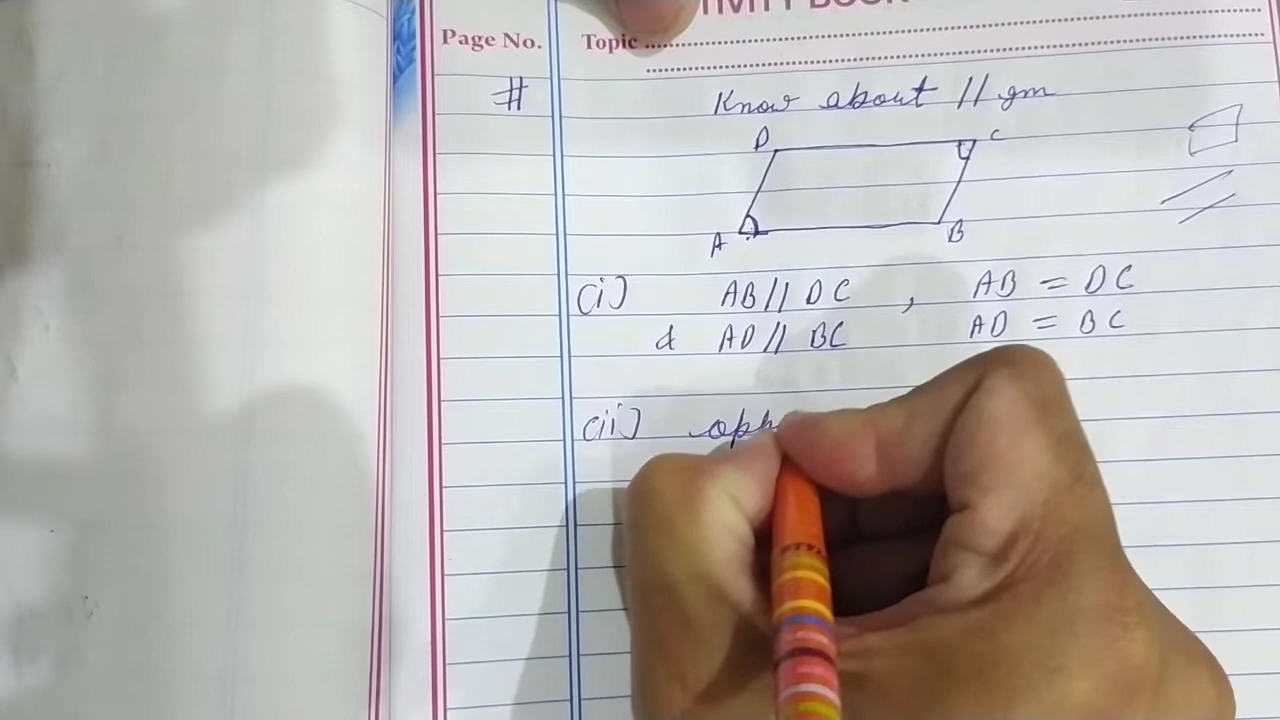 Page No.
Topic
# Know about // gm
D C
A B
(i) AB // DC , AB = DC
& AD // BC AD = BC
(ii)